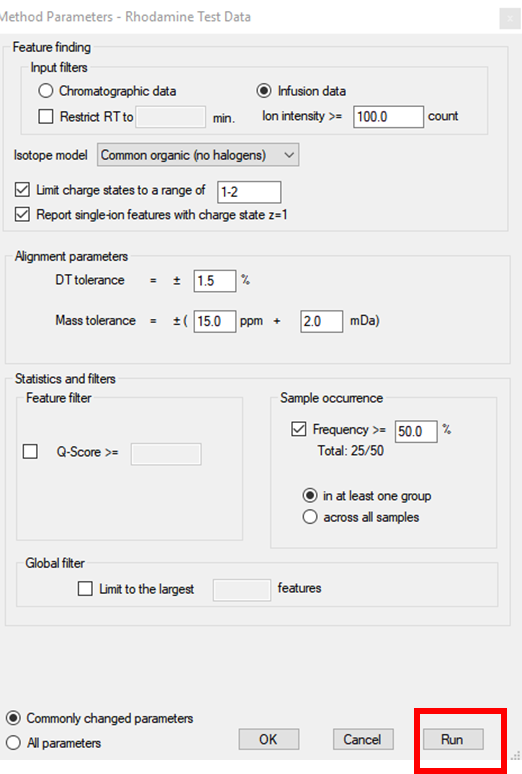 Method Parameters - Rhodamine Test Data
x
Feature finding
Input filters
Chromatographic data
Infusion data
Restrict RT to min.
Ion intensity >= 100.0 count
Isotope model Common organic (no halogens)
Limit charge states to a range of 1-2
Report single-ion features with charge state z=1
Alignment parameters
DT tolerance = ± 1.5 %
Mass tolerance = ± ( 15.0 ppm + 2.0 mDa)
Statistics and filters
Feature filter
Q-Score >=
Sample occurrence
Frequency >= 50.0 %
Total: 25/50
in at least one group
across all samples
Global filter
Limit to the largest features
Commonly changed parameters
All parameters
OK
Cancel
Run